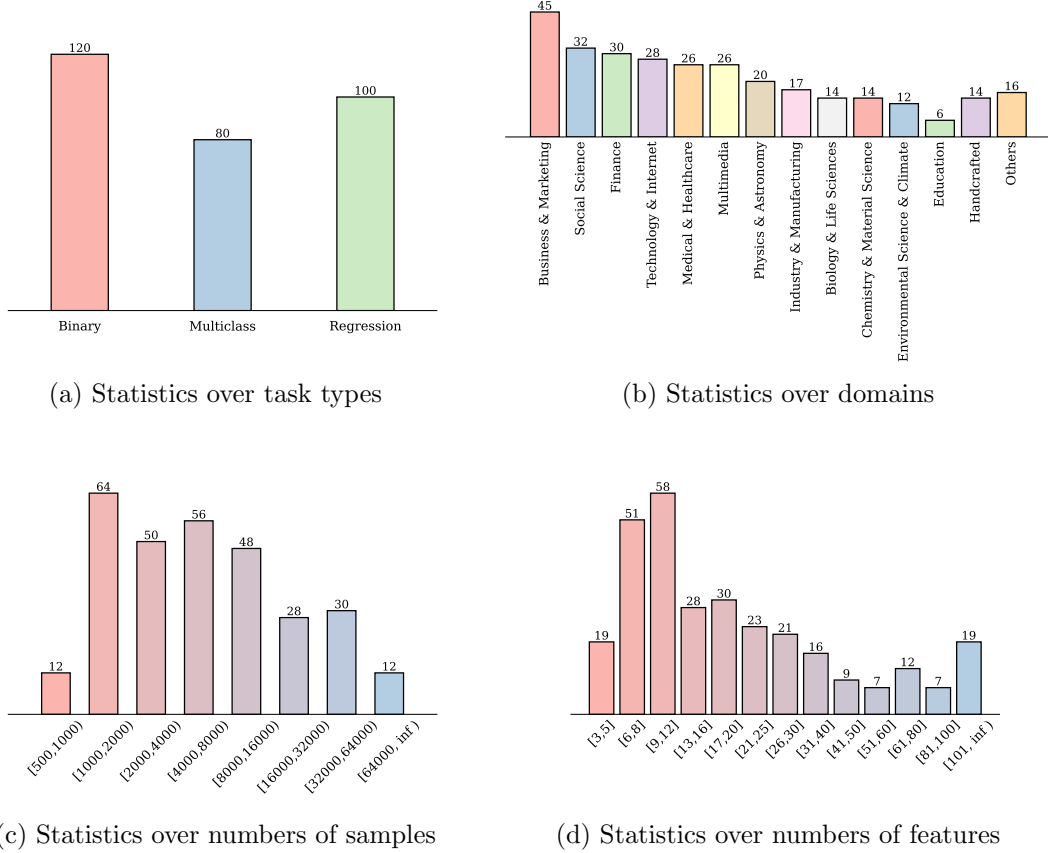 120
80
100
Binary
Multiclass
Regression
(a) Statistics over task types
45
32
30
28
26
26
20
17
14
14
12
6
14
16
Business & Marketing
Social Science
Finance
Technology & Internet
Medical & Healthcare
Multimedia
Physics & Astronomy
Industry & Manufacturing
Biology & Life Sciences
Chemistry & Material Science
Environmental Science & Climate
Education
Handcrafted
Others
(b) Statistics over domains
12
64
50
56
48
28
30
12
[500,1000)
[1000,2000)
[2000,4000)
[4000,8000)
[8000,16000)
[16000,32000)
[32000,64000)
[64000, inf )
(c) Statistics over numbers of samples
19
51
58
28
30
23
21
16
9
7
12
7
19
[3,5]
[6,8]
[9,12]
[13,16]
[17,20]
[21,25]
[26,30]
[31,40]
[41,50]
[51,60]
[61,80]
[81,100]
[101, inf )
(d) Statistics over numbers of features